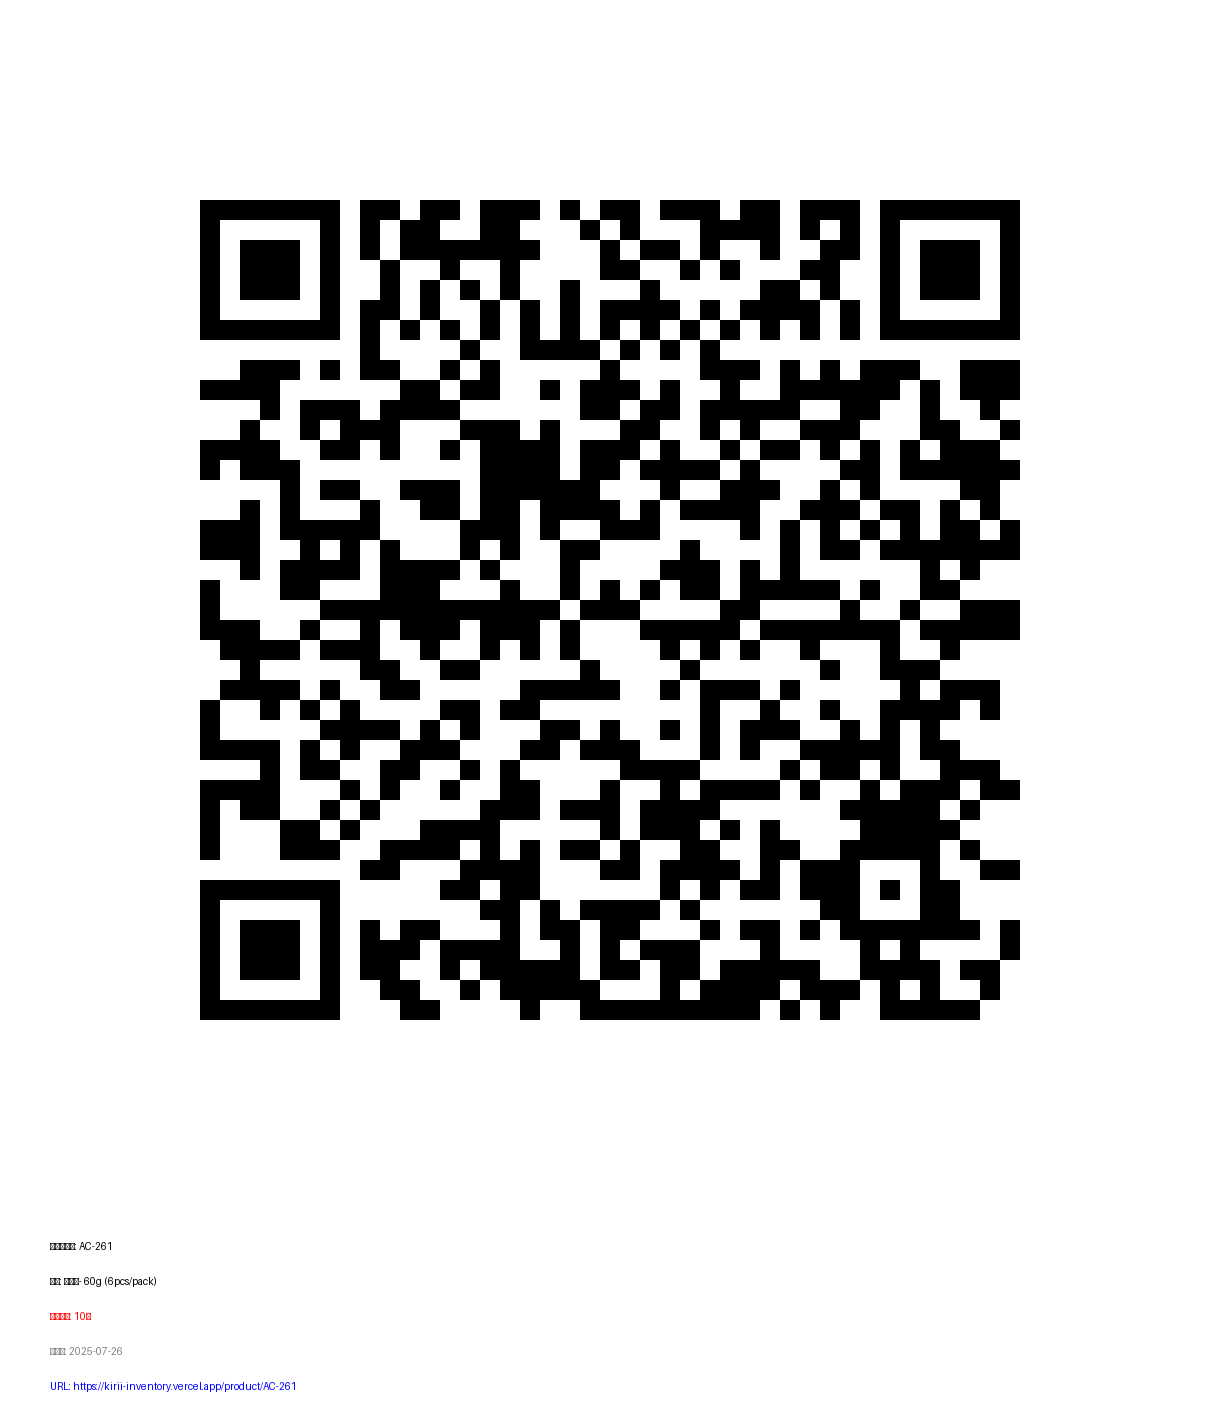 : AC-261
: - 60g (6pcs/pack)
: 10
: 2025-07-26
URL: https://kirii-inventory.vercel.app/product/AC-261